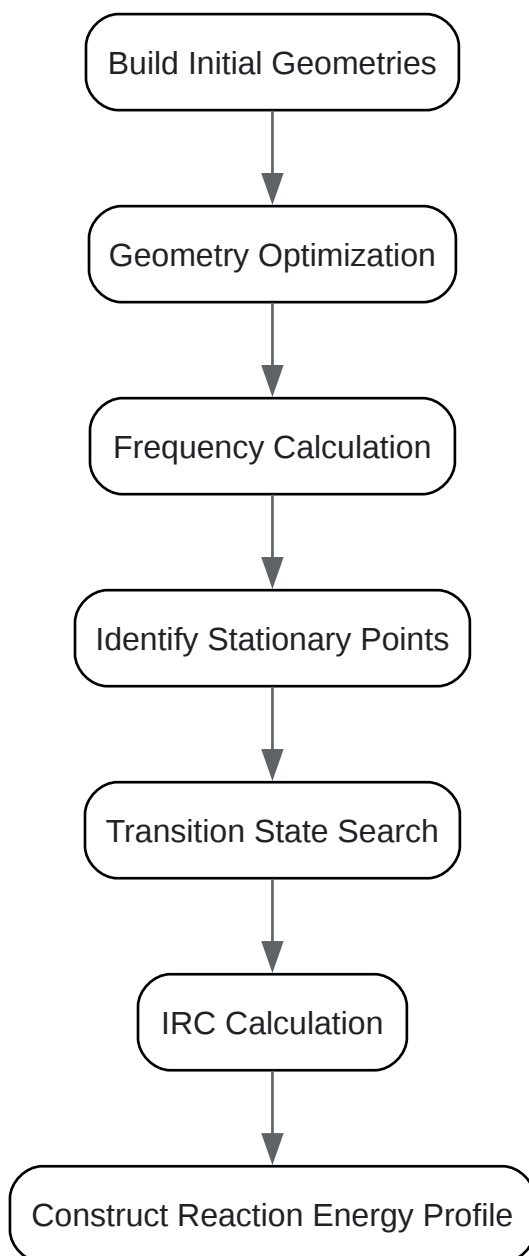 Build Initial Geometries
Geometry Optimization
Frequency Calculation
Identify Stationary Points
Transition State Search
IRC Calculation
Construct Reaction Energy Profile